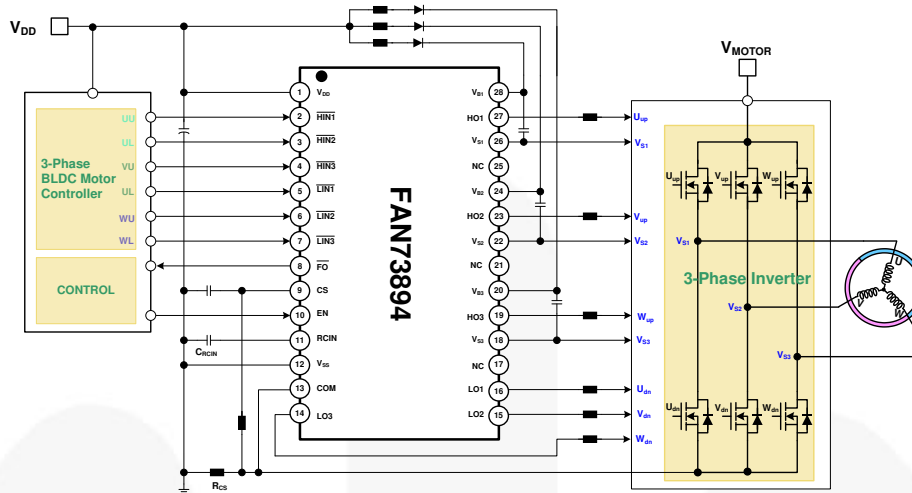 VDD
VMOTOR
3-Phase
BLDC Motor
Controller
UU
UL
VU
UL
WU
WL
CONTROL
FAN73894
1 VDD
2 HIN1
3 HIN2
4 HIN3
5 LIN1
6 LIN2
7 LIN3
8 FO
9 CS
10 EN
11 RCIN
12 VSS
13 COM
14 LO3
VB1 28
HO1 27
VS1 26
NC 25
VB2 24
HO2 23
VS2 22
NC 21
VB3 20
HO3 19
VS3 18
NC 17
LO1 16
LO2 15
CRCIN
RCS
Uup
VS1
Vup
VS2
Wup
VS3
Udn
Vdn
Wdn
Uup Vup Wup
VS1
3-Phase Inverter
VS2
VS3
Udn Vdn Wdn
U
W